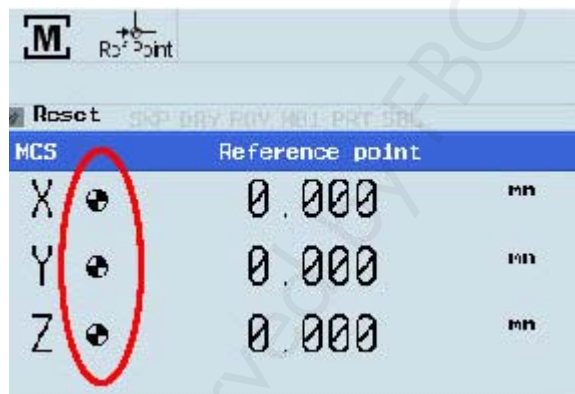 M
Ref Point
Reset SKP DRY ROV M01 PRT SBL
MCS Reference point
X 0.000 mm
Y 0.000 mm
Z 0.000 mm